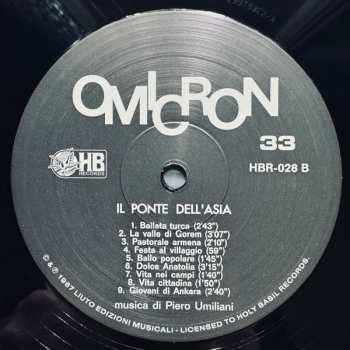 OMICRON
33
HB
RECORDS
HBR-028 B
IL PONTE DELL'ASIA
1. Ballata turca (2'43")
2. La valle di Gorem (3'07")
3. Pastorale armena (2'10")
4. Festa al villaggio (59")
5. Ballo popolare (1'45")
6. Dolce Anatolia (3'15")
7. Vita nei campi (1'40")
8. Vita cittadina (1'50")
9. Giovani di Ankara (2'40")
musica di Piero Umiliani
© ℗ 1967 LIUTO EDIZIONI MUSICALI - LICENSED TO HOLY BASIL RECORDS.